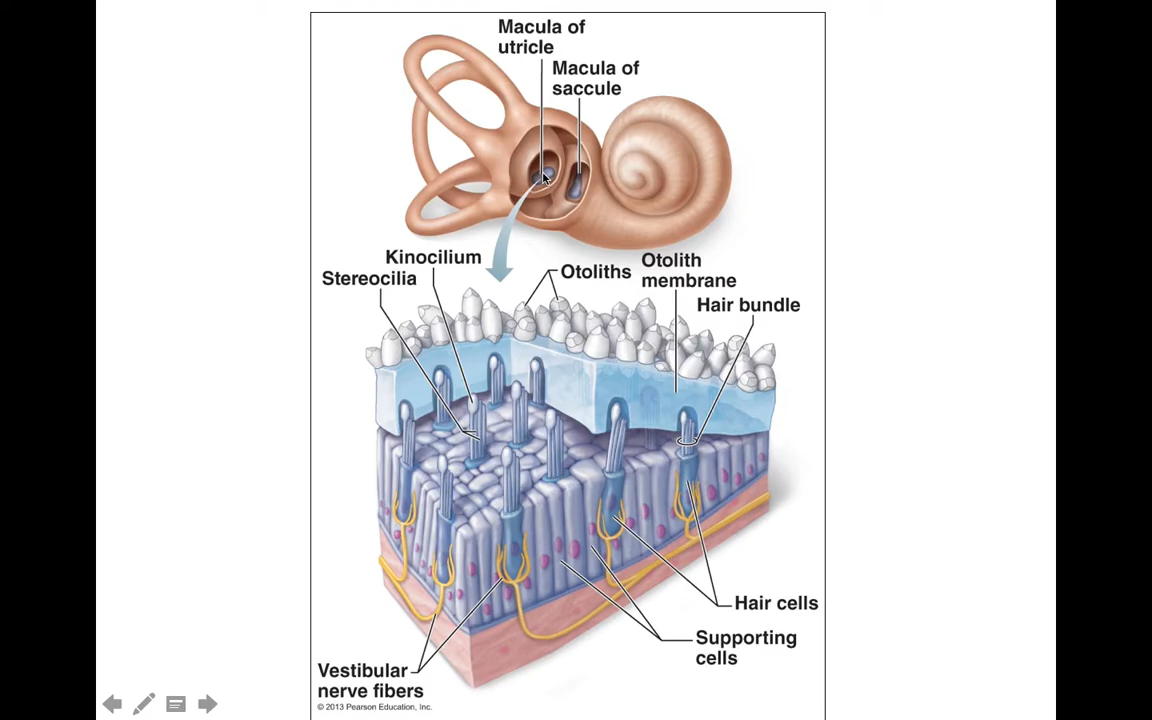 Macula of
utricle
Macula of
saccule
Kinocilium
Stereocilia
Otoliths
Otolith
membrane
Hair bundle
Hair cells
Supporting
cells
Vestibular
nerve fibers
© 2013 Pearson Education, Inc.